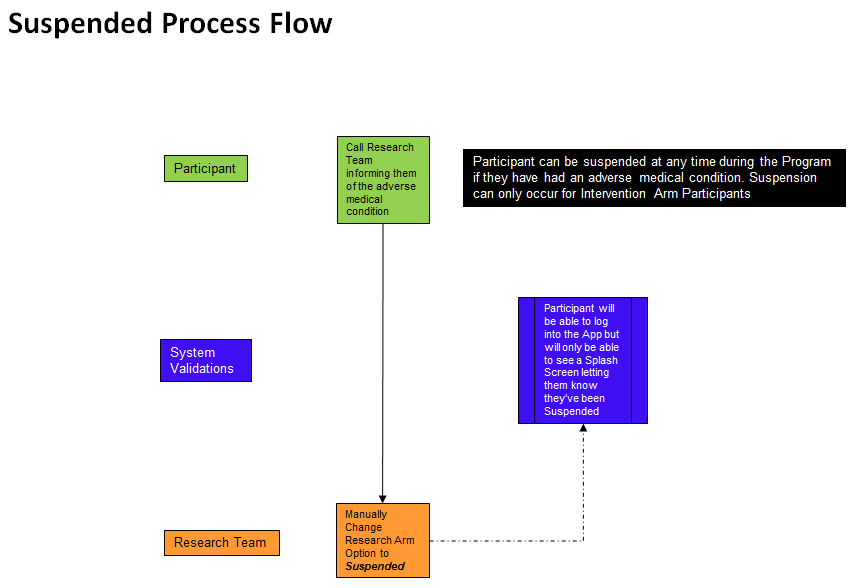 Suspended Process Flow
Participant
Call Research
Team
informing them
of the adverse
medical
condition
Participant can be suspended at any time during the Program
if they have had an adverse medical condition. Suspension
can only occur for Intervention Arm Participants
System
Validations
Participant will
be able to log
into the App but
will only be able
to see a Splash
Screen letting
them know
they've been
Suspended
Research Team
Manually
Change
Research Arm
Option to
Suspended